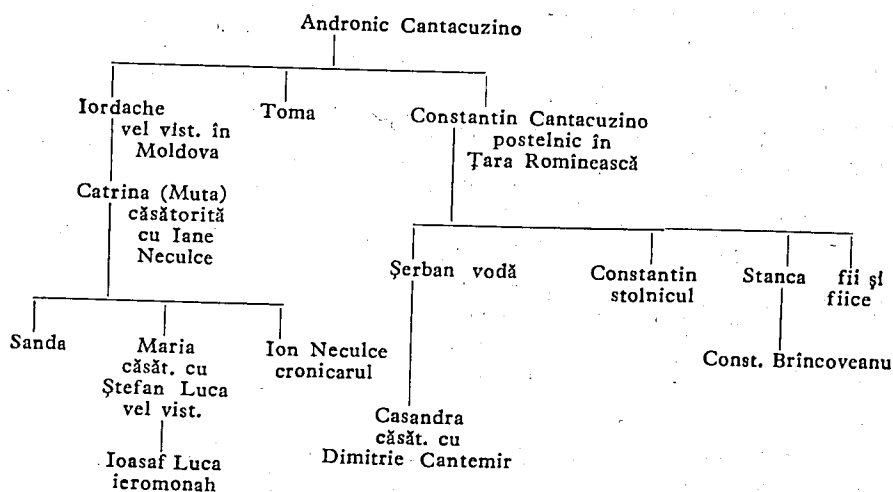 Andronic Cantacuzino
Iordache
vel vist. în
Moldova
Toma
Constantin Cantacuzino
postelnic în
Țara Romînească
Catrina (Muta)
căsătorită
cu Iane
Neculce
Șerban vodă
Constantin
stolnicul
Stanca
fii și
fiice
Sanda
Maria
căsăt. cu
Ștefan Luca
vel vist.
Ion Neculce
cronicarul
Const. Brîncoveanu
Casandra
căsăt. cu
Dimitrie Cantemir
Ioasaf Luca
ieromonah